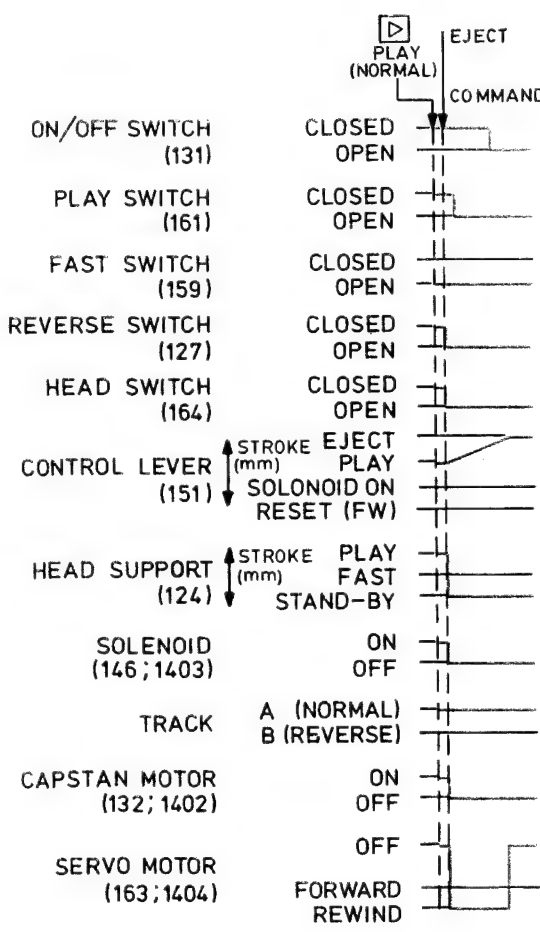 EJECT
PLAY
(NORMAL)
COMMAND
ON/OFF SWITCH CLOSED
(131) OPEN
PLAY SWITCH CLOSED
(161) OPEN
FAST SWITCH CLOSED
(159) OPEN
REVERSE SWITCH CLOSED
(127) OPEN
HEAD SWITCH CLOSED
(164) OPEN
STROKE EJECT
CONTROL LEVER (mm) PLAY
(151) SOLONOID ON
RESET (FW)
STROKE PLAY
HEAD SUPPORT (mm) FAST
(124) STAND-BY
SOLENOID ON
(146;1403) OFF
TRACK A (NORMAL)
B (REVERSE)
CAPSTAN MOTOR ON
(132;1402) OFF
OFF
SERVO MOTOR
(163;1404) FORWARD
REWIND